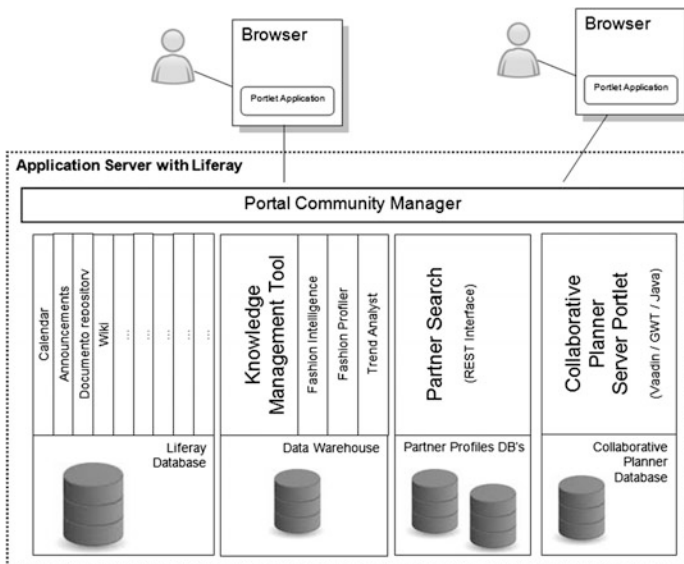 Browser
Portlet Application
Browser
Portlet Application
Application Server with Liferay
Portal Community Manager
Calendar
Announcements
Documento repository
Wiki
...
...
...
...
...
Knowledge
Management Tool
Fashion Intelligence
Fashion Profiler
Trend Analyst
Partner Search
(REST Interface)
Collaborative
Planner
Server Portlet
(Vaadin / GWT / Java)
Liferay
Database
Data Warehouse
Partner Profiles DB's
Collaborative
Planner
Database